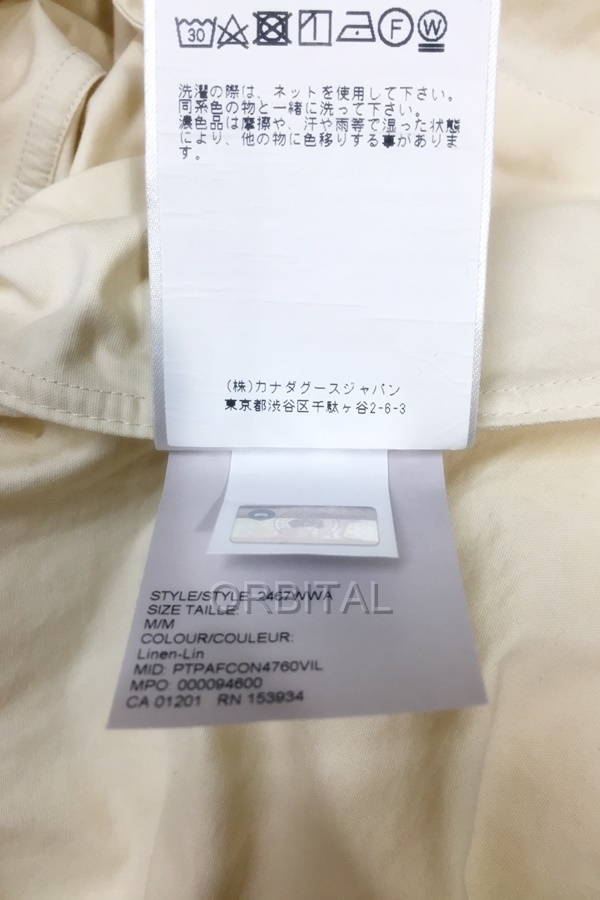 30 F W
洗濯の際は、ネットを使用して下さい。
同系色の物と一緒に洗って下さい。
濃色品は摩擦や、汗や雨等で湿った状態
により、他の物に色移りする事がありま
す。
(株)カナダグースジャパン
東京都渋谷区千駄ヶ谷2-6-3
ORBITAL
STYLE/STYLE: 2467WWA
SIZE TAILLE:
M/M
COLOUR/COULEUR:
Linen-Lin
MID: PTPAFCON4760VIL
MPO: 000094600
CA 01201 RN 153934